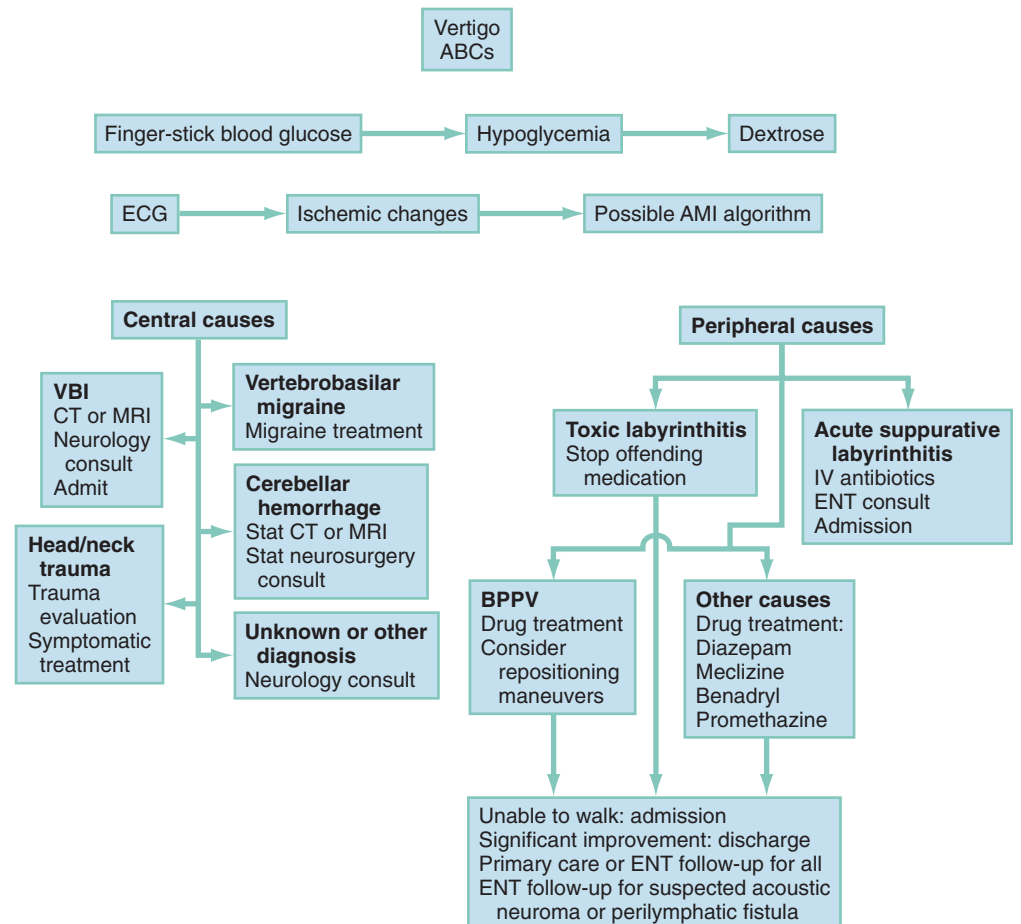 Vertigo
ABCs
Finger-stick blood glucose
Hypoglycemia
Dextrose
ECG
Ischemic changes
Possible AMI algorithm
Central causes
VBI
CT or MRI
Neurology
consult
Admit
Vertebrobasilar
migraine
Migraine treatment
Cerebellar
hemorrhage
Stat CT or MRI
Stat neurosurgery
consult
Head/neck
trauma
Trauma
evaluation
Symptomatic
treatment
Unknown or other
diagnosis
Neurology consult
Peripheral causes
Toxic labyrinthitis
Stop offending
medication
Acute suppurative
labyrinthitis
IV antibiotics
ENT consult
Admission
BPPV
Drug treatment
Consider
repositioning
maneuvers
Other causes
Drug treatment:
Diazepam
Meclizine
Benadryl
Promethazine
Unable to walk: admission
Significant improvement: discharge
Primary care or ENT follow-up for all
ENT follow-up for suspected acoustic
neuroma or perilymphatic fistula